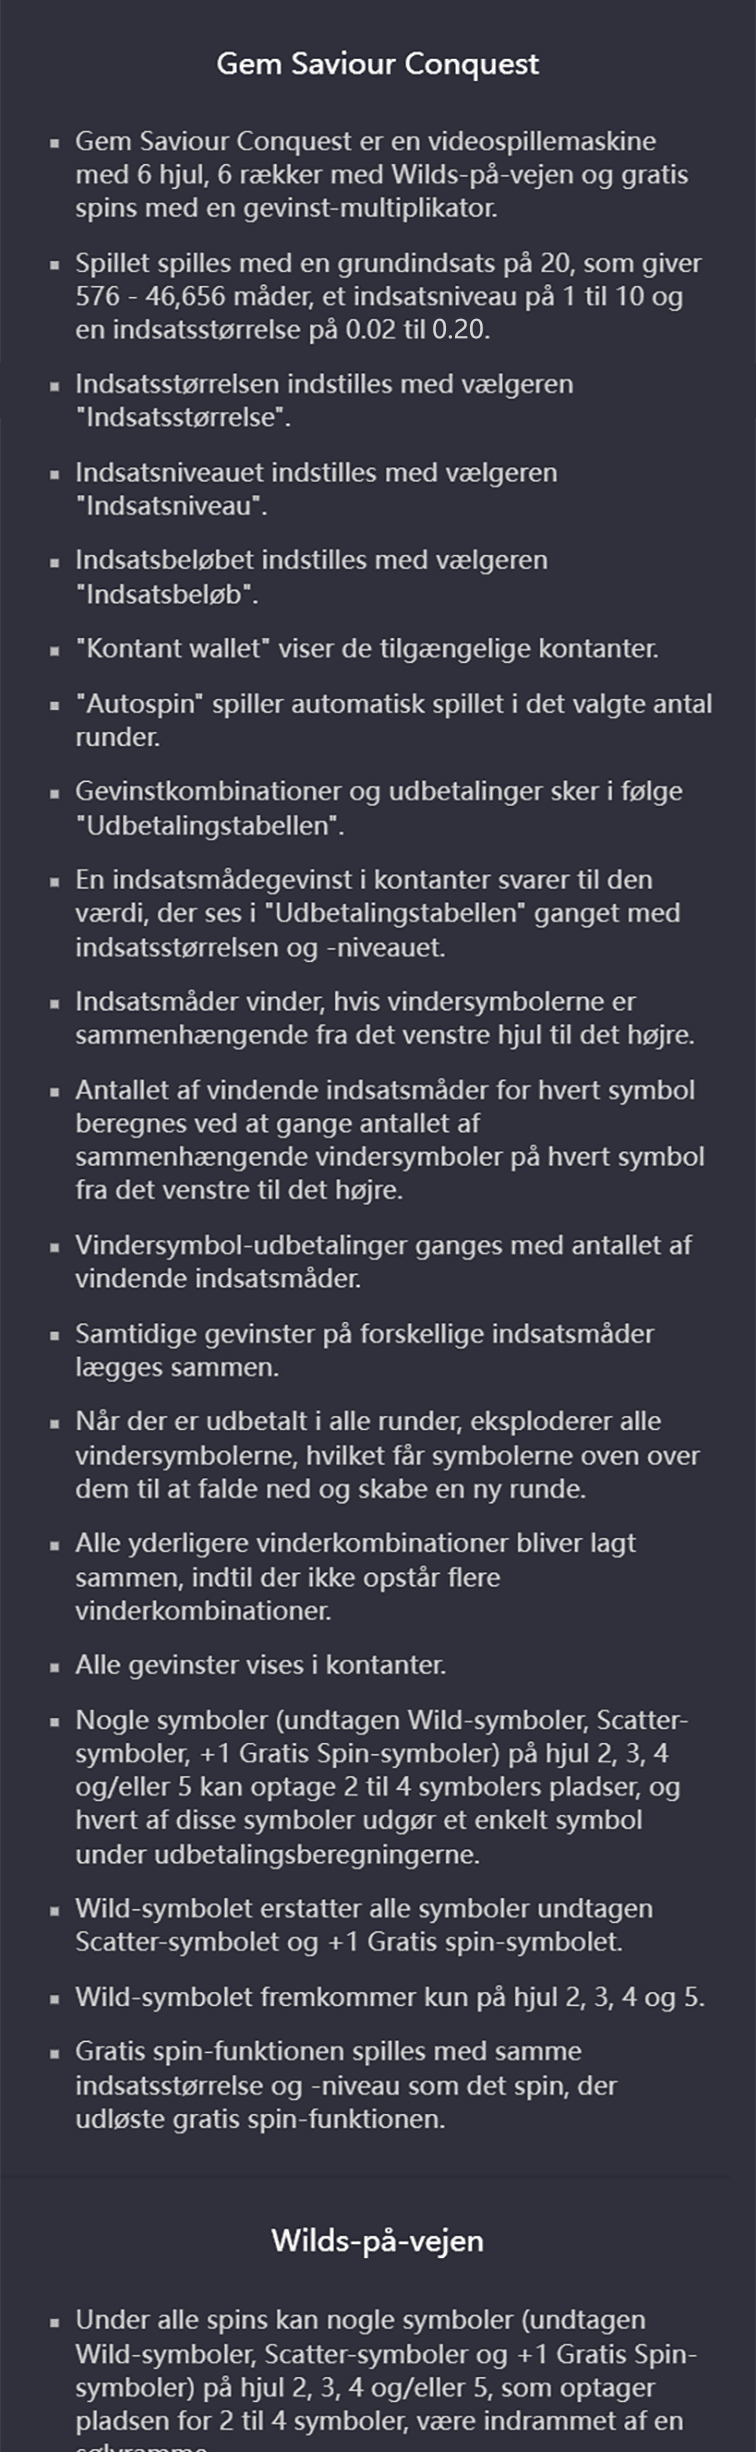 Gem Saviour Conquest
▪ Gem Saviour Conquest er en videospillemaskine
med 6 hjul, 6 rækker med Wilds-på-vejen og gratis
spins med en gevinst-multiplikator.
▪ Spillet spilles med en grundindsats på 20, som giver
576 - 46,656 måder, et indsatsniveau på 1 til 10 og
en indsatsstørrelse på 0.02 til 0.20.
▪ Indsatsstørrelsen indstilles med vælgeren
"Indsatsstørrelse".
▪ Indsatsniveauet indstilles med vælgeren
"Indsatsniveau".
▪ Indsatsbeløbet indstilles med vælgeren
"Indsatsbeløb".
▪ "Kontant wallet" viser de tilgængelige kontanter.
▪ "Autospin" spiller automatisk spillet i det valgte antal
runder.
▪ Gevinstkombinationer og udbetalinger sker i følge
"Udbetalingstabellen".
▪ En indsatsmådegevinst i kontanter svarer til den
værdi, der ses i "Udbetalingstabellen" ganget med
indsatsstørrelsen og -niveauet.
▪ Indsatsmåder vinder, hvis vindersymbolerne er
sammenhængende fra det venstre hjul til det højre.
▪ Antallet af vindende indsatsmåder for hvert symbol
beregnes ved at gange antallet af
sammenhængende vindersymboler på hvert symbol
fra det venstre til det højre.
▪ Vindersymbol-udbetalinger ganges med antallet af
vindende indsatsmåder.
▪ Samtidige gevinster på forskellige indsatsmåder
lægges sammen.
▪ Når der er udbetalt i alle runder, eksploderer alle
vindersymbolerne, hvilket får symbolerne oven over
dem til at falde ned og skabe en ny runde.
▪ Alle yderligere vinderkombinationer bliver lagt
sammen, indtil der ikke opstår flere
vinderkombinationer.
▪ Alle gevinster vises i kontanter.
▪ Nogle symboler (undtagen Wild-symboler, Scatter-
symboler, +1 Gratis Spin-symboler) på hjul 2, 3, 4
og/eller 5 kan optage 2 til 4 symbolers pladser, og
hvert af disse symboler udgør et enkelt symbol
under udbetalingsberegningerne.
▪ Wild-symbolet erstatter alle symboler undtagen
Scatter-symbolet og +1 Gratis spin-symbolet.
▪ Wild-symbolet fremkommer kun på hjul 2, 3, 4 og 5.
▪ Gratis spin-funktionen spilles med samme
indsatsstørrelse og -niveau som det spin, der
udløste gratis spin-funktionen.
Wilds-på-vejen
▪ Under alle spins kan nogle symboler (undtagen
Wild-symboler, Scatter-symboler og +1 Gratis Spin-
symboler) på hjul 2, 3, 4 og/eller 5, som optager
pladsen for 2 til 4 symboler, være indrammet af en